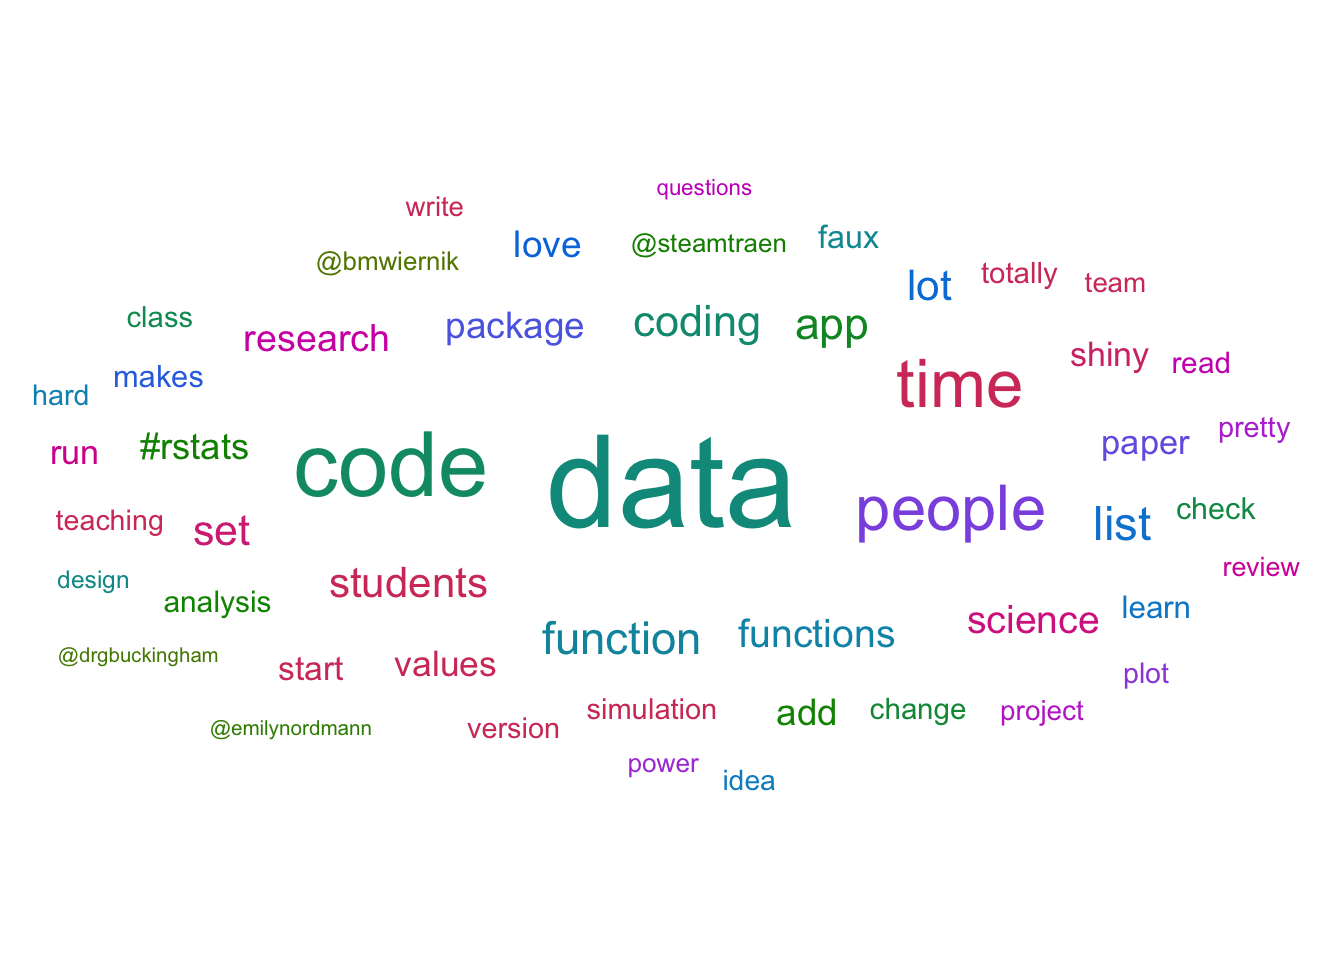 questions
write
@bmwiernik
love
@steamtraen
faux
lot
totally
team
class
research
package
coding
app
shiny
read
hard
makes
time
run
#rstats
code
data
people
paper
pretty
list
check
teaching
set
design
analysis
students
review
learn
science
function
functions
@drgbuckingham
start
values
plot
@emilynordmann
version
simulation
add
change
project
power
idea